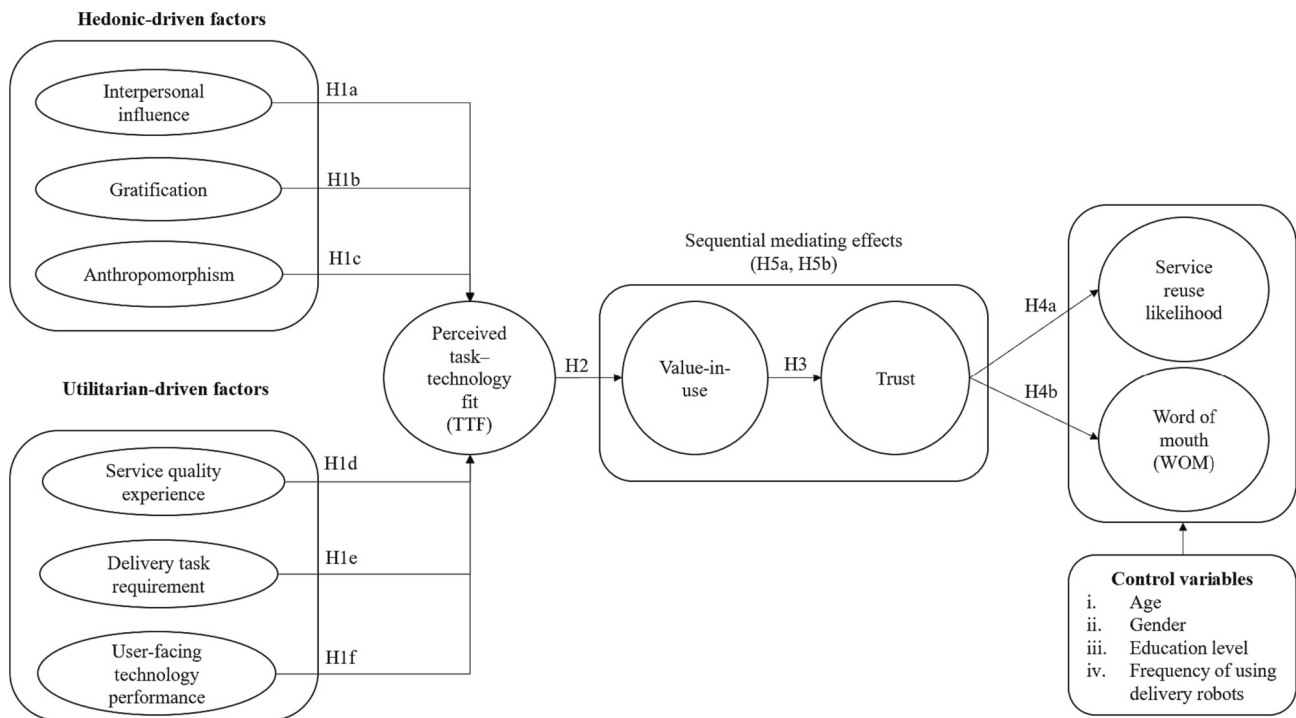 Hedonic-driven factors
Interpersonal
influence
H1a
Gratification
H1b
Anthropomorphism
H1c
Utilitarian-driven factors
Service quality
experience
H1d
Delivery task
requirement
H1e
User-facing
technology
performance
H1f
Perceived
task–
technology
fit
(TTF)
H2
Sequential mediating effects
(H5a, H5b)
Value-in-
use
H3
Trust
H4a
H4b
Service
reuse
likelihood
Word of
mouth
(WOM)
Control variables
i. Age
ii. Gender
iii. Education level
iv. Frequency of using
delivery robots